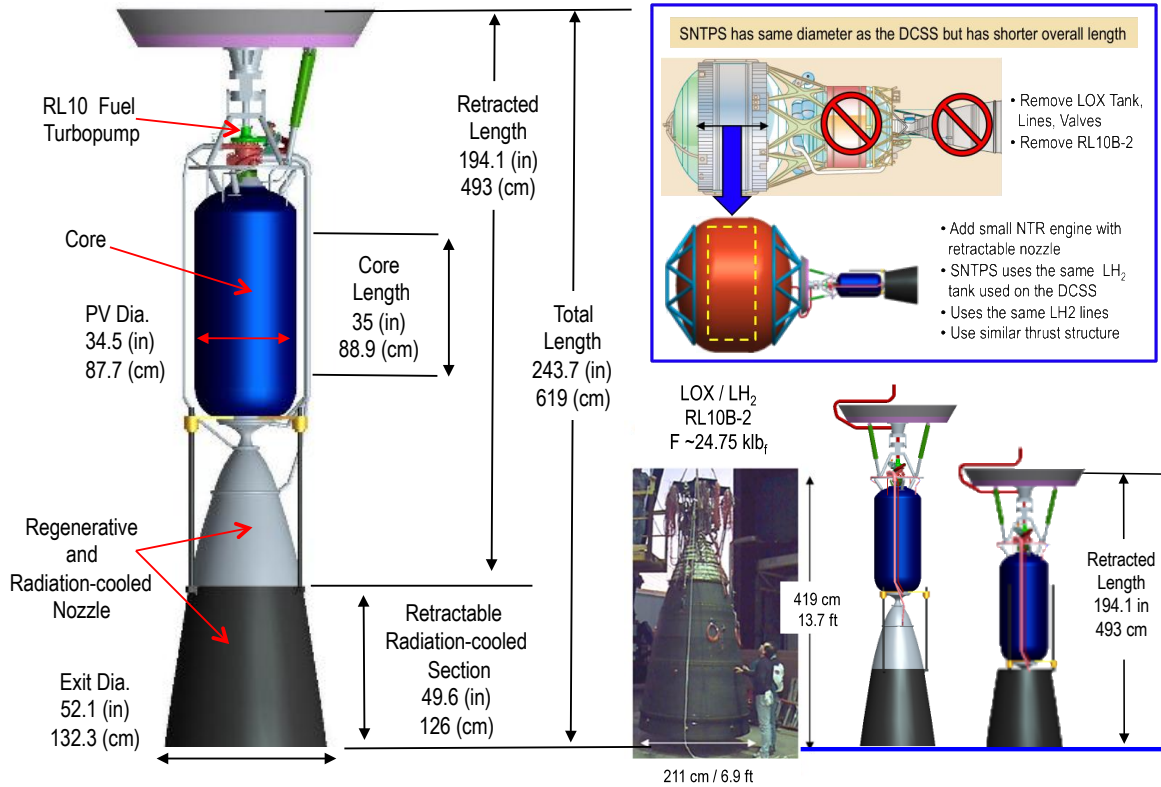 RL10 Fuel
Turbopump
Core
PV Dia.
34.5 (in)
87.7 (cm)
Regenerative
and
Radiation-cooled
Nozzle
Exit Dia.
52.1 (in)
132.3 (cm)
Retracted
Length
194.1 (in)
493 (cm)
Core
Length
35 (in)
88.9 (cm)
Total
Length
243.7 (in)
619 (cm)
Retractable
Radiation-cooled
Section
49.6 (in)
126 (cm)
SNTPS has same diameter as the DCSS but has shorter overall length
• Remove LOX Tank,
Lines, Valves
• Remove RL10B-2
• Add small NTR engine with
retractable nozzle
• SNTPS uses the same LH2
tank used on the DCSS
• Uses the same LH2 lines
• Use similar thrust structure
LOX / LH2
RL10B-2
F ~24.75 klbf
419 cm
13.7 ft
211 cm / 6.9 ft
Retracted
Length
194.1 in
493 cm